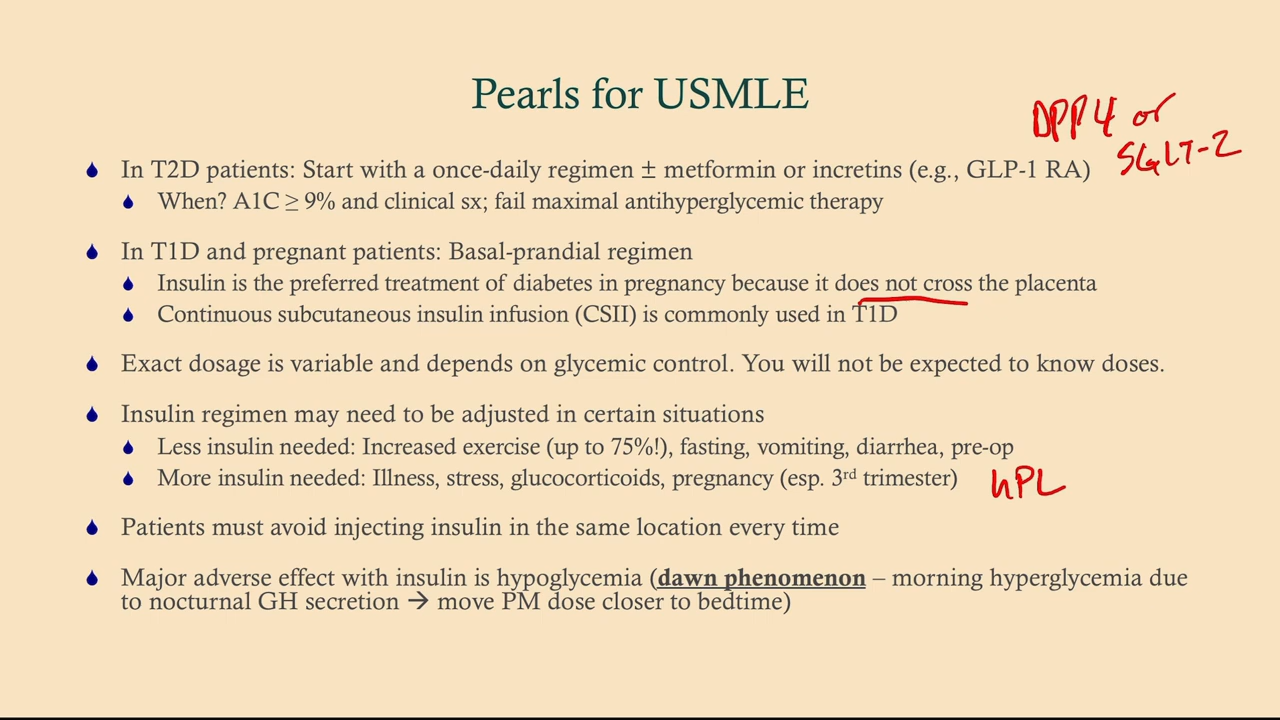 Pearls for USMLE
DPP4 or
SGLT-2
In T2D patients: Start with a once-daily regimen ± metformin or incretins (e.g., GLP-1 RA)
When? A1C ≥ 9% and clinical sx; fail maximal antihyperglycemic therapy
In T1D and pregnant patients: Basal-prandial regimen
Insulin is the preferred treatment of diabetes in pregnancy because it does not cross the placenta
Continuous subcutaneous insulin infusion (CSII) is commonly used in T1D
Exact dosage is variable and depends on glycemic control. You will not be expected to know doses.
Insulin regimen may need to be adjusted in certain situations
Less insulin needed: Increased exercise (up to 75%!), fasting, vomiting, diarrhea, pre-op
More insulin needed: Illness, stress, glucocorticoids, pregnancy (esp. 3rd trimester)
hPL
Patients must avoid injecting insulin in the same location every time
Major adverse effect with insulin is hypoglycemia (dawn phenomenon – morning hyperglycemia due
to nocturnal GH secretion → move PM dose closer to bedtime)